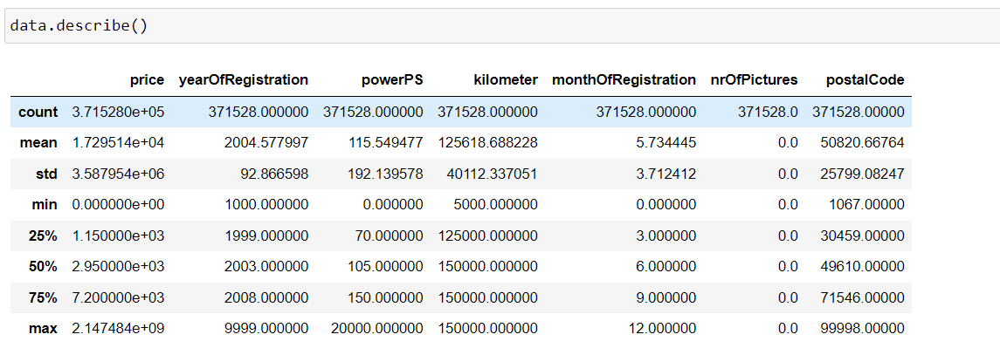 data.describe()
price yearOfRegistration powerPS kilometer monthOfRegistration nrOfPictures postalCode
count 3.715280e+05 371528.000000 371528.000000 371528.000000 371528.000000 371528.0 371528.00000
mean 1.729514e+04 2004.577997 115.549477 125618.688228 5.734445 0.0 50820.66764
std 3.587954e+06 92.866598 192.139578 40112.337051 3.712412 0.0 25799.08247
min 0.000000e+00 1000.000000 0.000000 5000.000000 0.000000 0.0 1067.00000
25% 1.150000e+03 1999.000000 70.000000 125000.000000 3.000000 0.0 30459.00000
50% 2.950000e+03 2003.000000 105.000000 150000.000000 6.000000 0.0 49610.00000
75% 7.200000e+03 2008.000000 150.000000 150000.000000 9.000000 0.0 71546.00000
max 2.147484e+09 9999.000000 20000.000000 150000.000000 12.000000 0.0 99998.00000